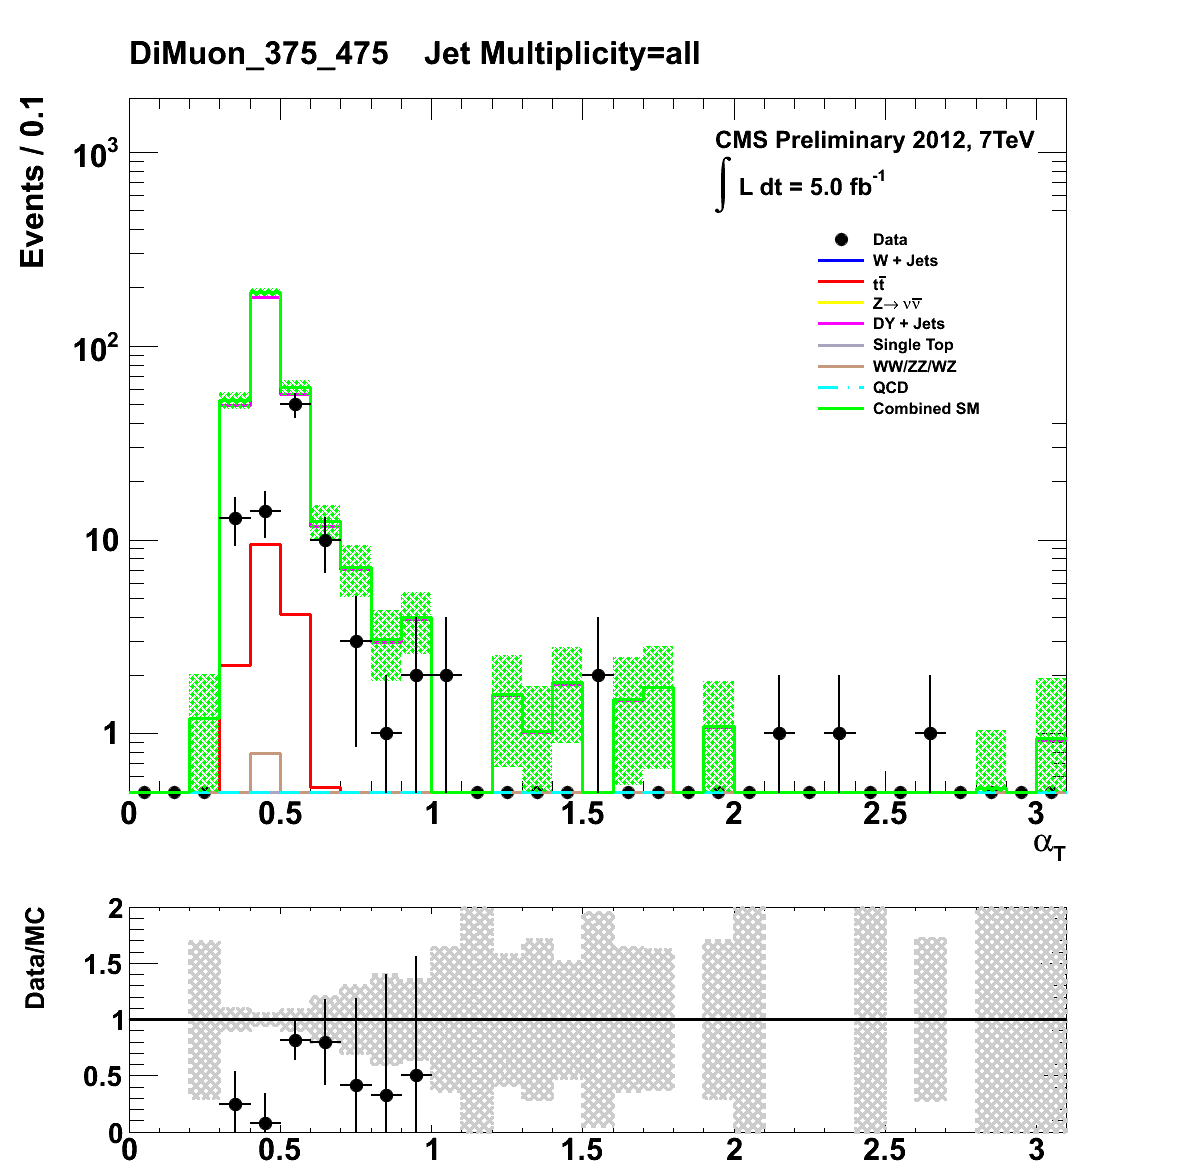 DiMuon_375_475 Jet Multiplicity=all
Events / 0.1
10³
10²
10
1
CMS Preliminary 2012, 7TeV
∫ L dt = 5.0 fb⁻¹
Data
W + Jets
tt̅
Z→ νν̅
DY + Jets
Single Top
WW/ZZ/WZ
QCD
Combined SM
0 0.5 1 1.5 2 2.5 3
α_T
Data/MC
2
1.5
1
0.5
0
0 0.5 1 1.5 2 2.5 3